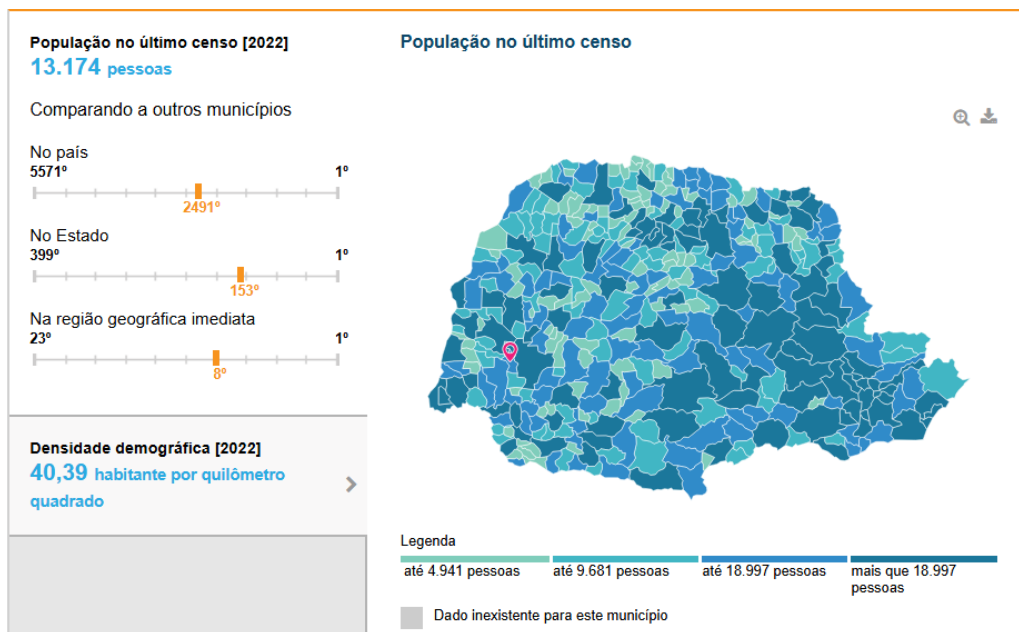 População no último censo [2022]
13.174 pessoas
Comparando a outros municípios
No país
5571º 1º
2491º
No Estado
399º 1º
153º
Na região geográfica imediata
23º 1º
8º
Densidade demográfica [2022]
40,39 habitante por quilômetro
quadrado
População no último censo
Legenda
até 4.941 pessoas
até 9.681 pessoas
até 18.997 pessoas
mais que 18.997
pessoas
Dado inexistente para este município